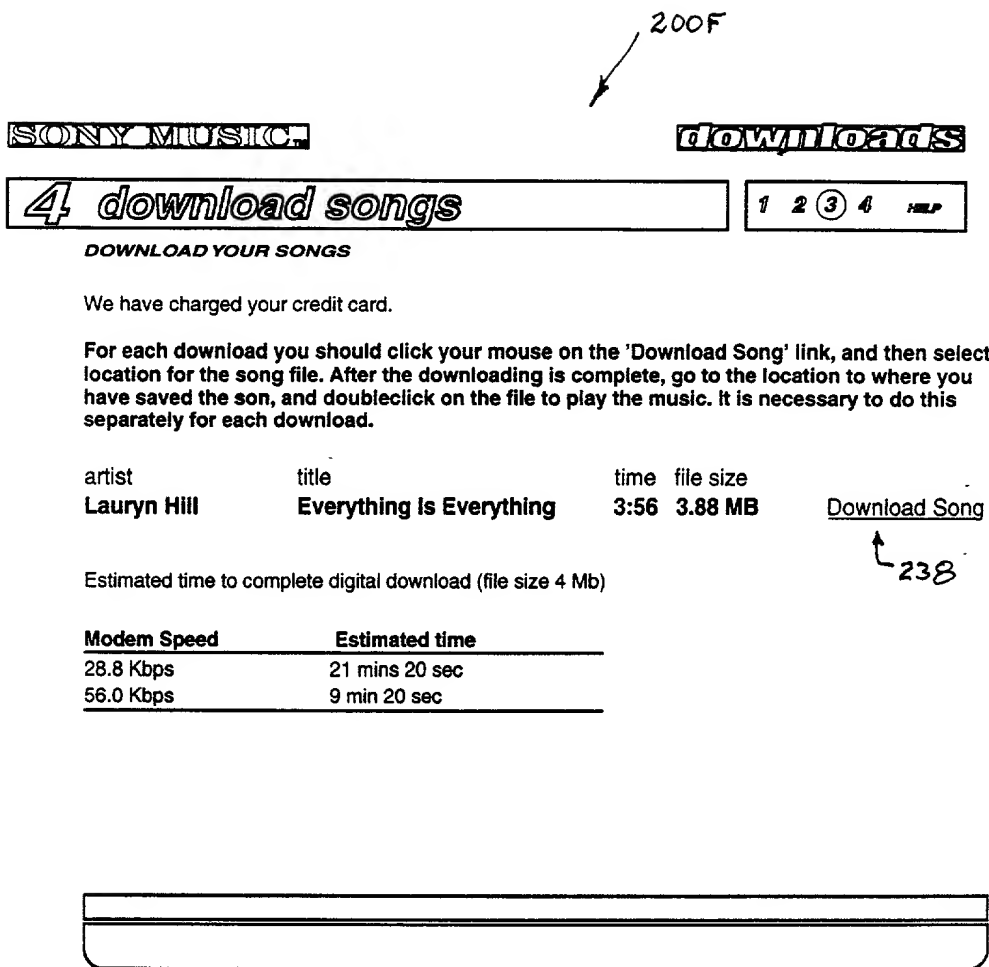 200F
SONY MUSIC™ downloads
4 download songs 1 2 3 4 HELP
DOWNLOAD YOUR SONGS
We have charged your credit card.
For each download you should click your mouse on the 'Download Song' link, and then select
location for the song file. After the downloading is complete, go to the location to where you
have saved the son, and doubleclick on the file to play the music. It is necessary to do this
separately for each download.
artist title time file size
Lauryn Hill Everything Is Everything 3:56 3.88 MB Download Song
238
Estimated time to complete digital download (file size 4 Mb)
Modem Speed Estimated time
28.8 Kbps 21 mins 20 sec
56.0 Kbps 9 min 20 sec